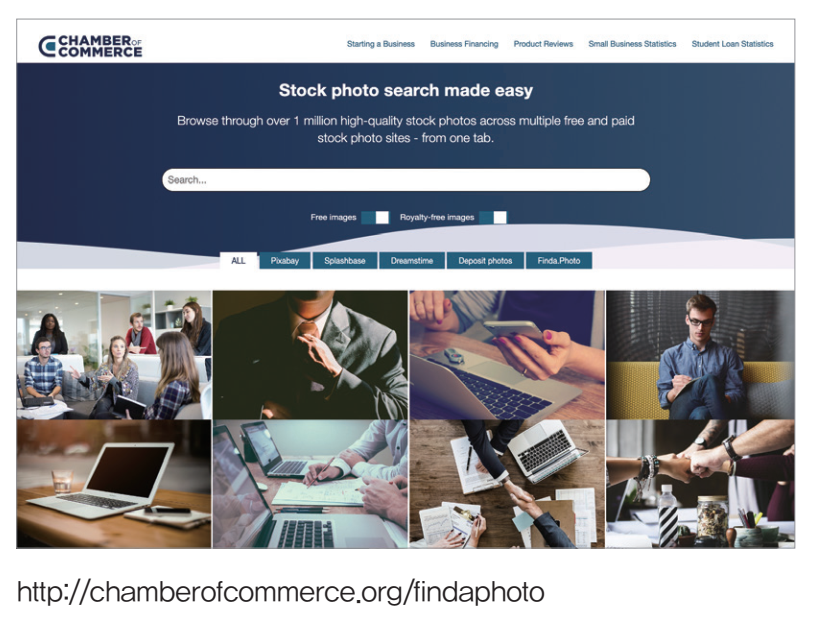 CHAMBER OF
COMMERCE
Starting a Business Business Financing Product Reviews Small Business Statistics Student Loan Statistics
Stock photo search made easy
Browse through over 1 million high-quality stock photos across multiple free and paid
stock photo sites - from one tab.
Search...
Free images Royalty-free images
ALL Pixabay Splashbase Dreamstime Deposit photos Finda.Photo
http://chamberofcommerce.org/findaphoto